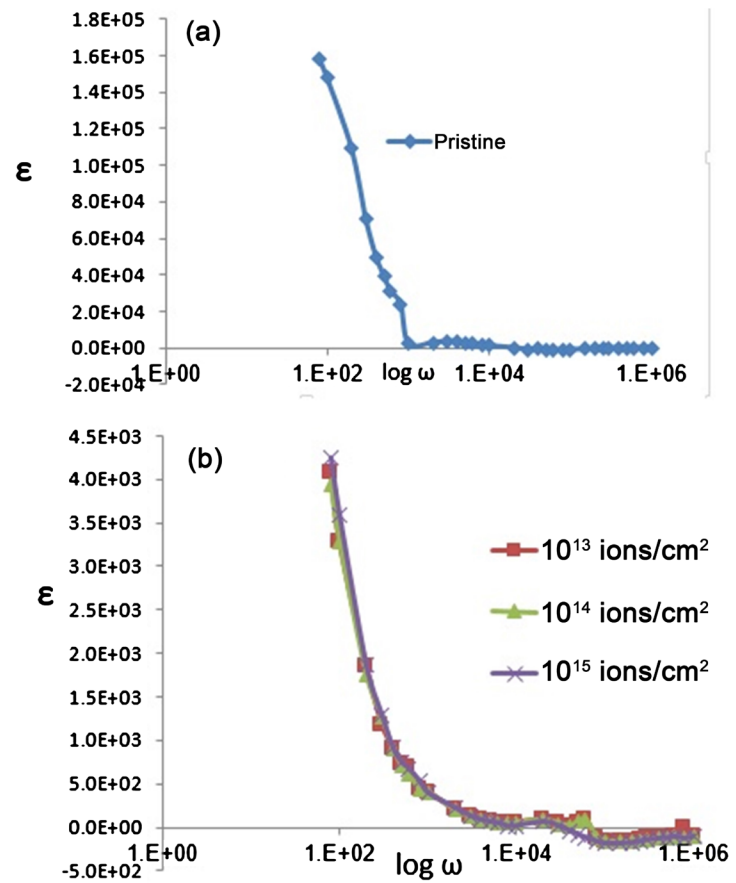 (a)
1.8E+05
1.6E+05
1.4E+05
1.2E+05
1.0E+05
8.0E+04
6.0E+04
4.0E+04
2.0E+04
0.0E+00
-2.0E+04
ε
Pristine
1.E+00
1.E+02
log ω
1.E+04
1.E+06
(b)
4.5E+03
4.0E+03
3.5E+03
3.0E+03
2.5E+03
2.0E+03
1.5E+03
1.0E+03
5.0E+02
0.0E+00
-5.0E+02
ε
10¹³ ions/cm²
10¹⁴ ions/cm²
10¹⁵ ions/cm²
1.E+00
1.E+02
log ω
1.E+04
1.E+06